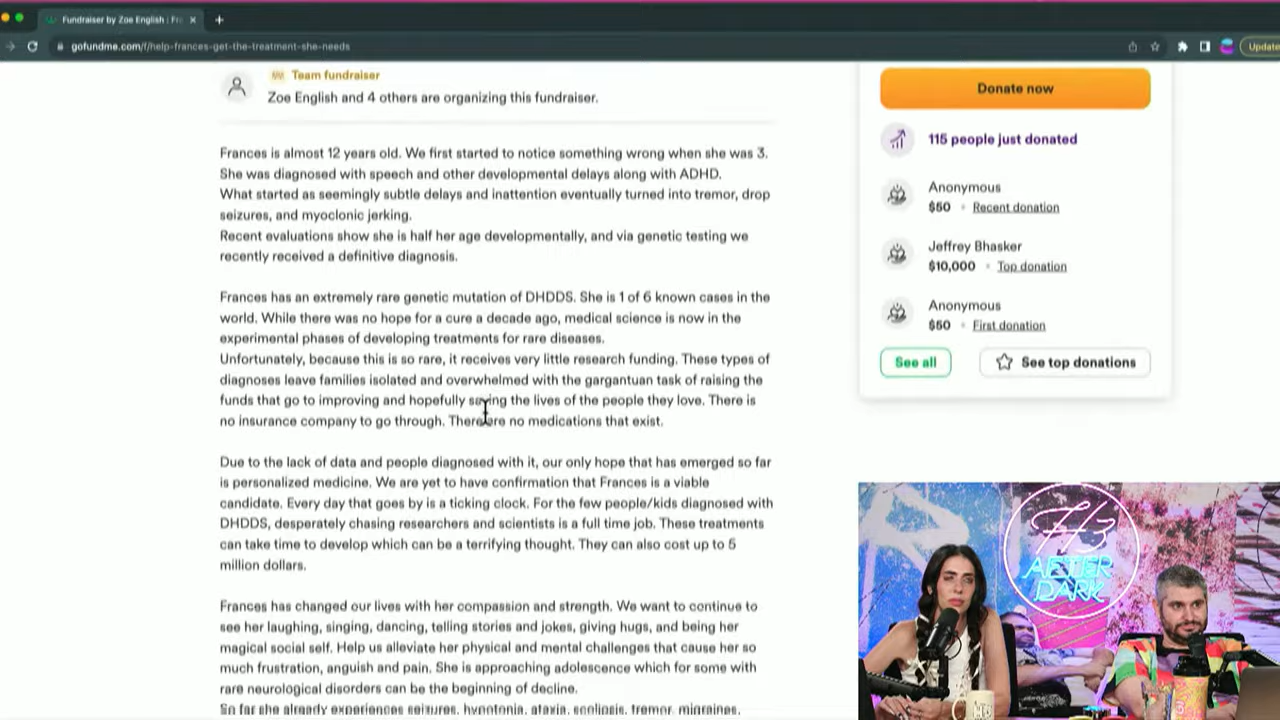 Fundraiser by Zoe English | Fr
gofundme.com/f/help-frances-get-the-treatment-she-needs
Update
Team fundraiser
Zoe English and 4 others are organizing this fundraiser.
Frances is almost 12 years old. We first started to notice something wrong when she was 3.
She was diagnosed with speech and other developmental delays along with ADHD.
What started as seemingly subtle delays and inattention eventually turned into tremor, drop
seizures, and myoclonic jerking.
Recent evaluations show she is half her age developmentally, and via genetic testing we
recently received a definitive diagnosis.
Frances has an extremely rare genetic mutation of DHDDS. She is 1 of 6 known cases in the
world. While there was no hope for a cure a decade ago, medical science is now in the
experimental phases of developing treatments for rare diseases.
Unfortunately, because this is so rare, it receives very little research funding. These types of
diagnoses leave families isolated and overwhelmed with the gargantuan task of raising the
funds that go to improving and hopefully saving the lives of the people they love. There is
no insurance company to go through. There are no medications that exist.
Due to the lack of data and people diagnosed with it, our only hope that has emerged so far
is personalized medicine. We are yet to have confirmation that Frances is a viable
candidate. Every day that goes by is a ticking clock. For the few people/kids diagnosed with
DHDDS, desperately chasing researchers and scientists is a full time job. These treatments
can take time to develop which can be a terrifying thought. They can also cost up to 5
million dollars.
Frances has changed our lives with her compassion and strength. We want to continue to
see her laughing, singing, dancing, telling stories and jokes, giving hugs, and being her
magical social self. Help us alleviate her physical and mental challenges that cause her so
much frustration, anguish and pain. She is approaching adolescence which for some with
rare neurological disorders can be the beginning of decline.
So far she already experiences seizures, hypotonia, ataxia, scoliosis, tremor, migraines,
Donate now
115 people just donated
Anonymous
$50 • Recent donation
Jeffrey Bhasker
$10,000 • Top donation
Anonymous
$50 • First donation
See all
See top donations
H3
AFTER
DARK